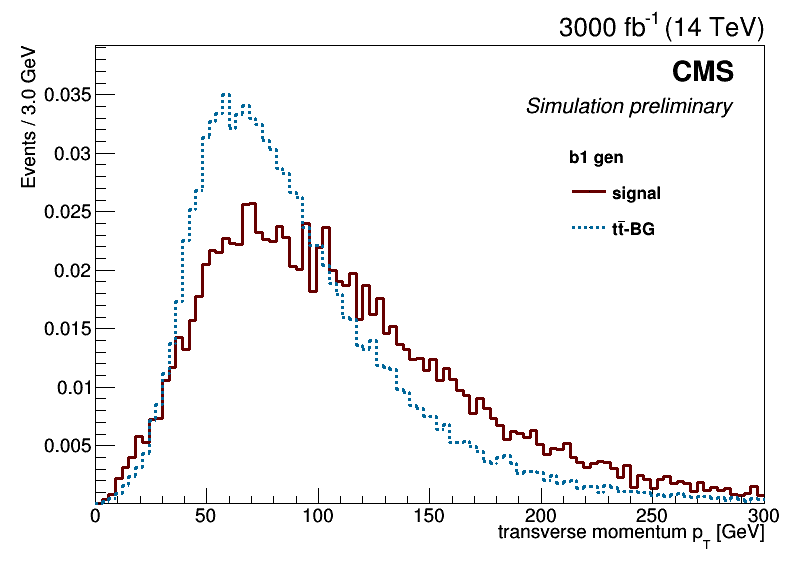 3000 fb⁻¹ (14 TeV)
CMS
Simulation preliminary
b1 gen
signal
tt̄-BG
Events / 3.0 GeV
0.035
0.03
0.025
0.02
0.015
0.01
0.005
0 50 100 150 200 250 300
transverse momentum p_T [GeV]